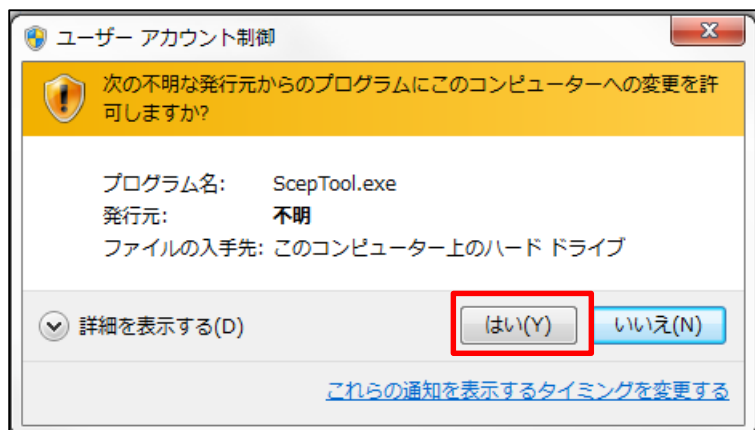 ユーザー アカウント制御
次の不明な発行元からのプログラムにこのコンピューターへの変更を許
可しますか?
プログラム名: ScepTool.exe
発行元: 不明
ファイルの入手先: このコンピューター上のハード ドライブ
詳細を表示する(D) はい(Y) いいえ(N)
これらの通知を表示するタイミングを変更する